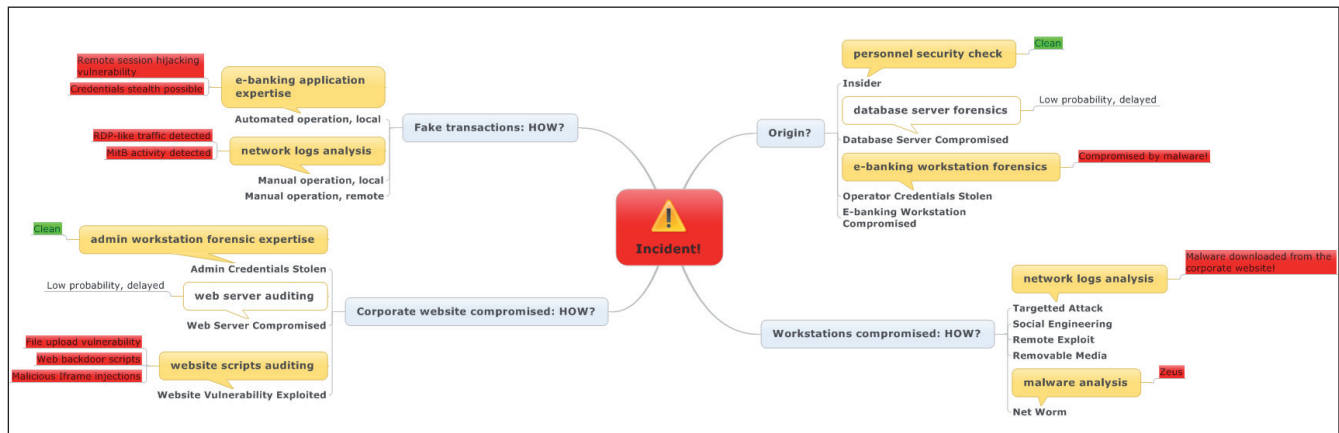 Remote session hijacking
vulnerability
Credentials stealth possible
e-banking application
expertise
Automated operation, local
RDP-like traffic detected
MitB activity detected
network logs analysis
Manual operation, local
Manual operation, remote
Fake transactions: HOW?
Clean
admin workstation forensic expertise
Admin Credentials Stolen
Low probability, delayed
web server auditing
Web Server Compromised
File upload vulnerability
Web backdoor scripts
Malicious Iframe injections
website scripts auditing
Website Vulnerability Exploited
Corporate website compromised: HOW?
Incident!
Origin?
personnel security check
Clean
Insider
database server forensics
Low probability, delayed
Database Server Compromised
e-banking workstation forensics
Compromised by malware!
Operator Credentials Stolen
E-banking Workstation
Compromised
Workstations compromised: HOW?
network logs analysis
Malware downloaded from the
corporate website!
Targetted Attack
Social Engineering
Remote Exploit
Removable Media
malware analysis
Zeus
Net Worm